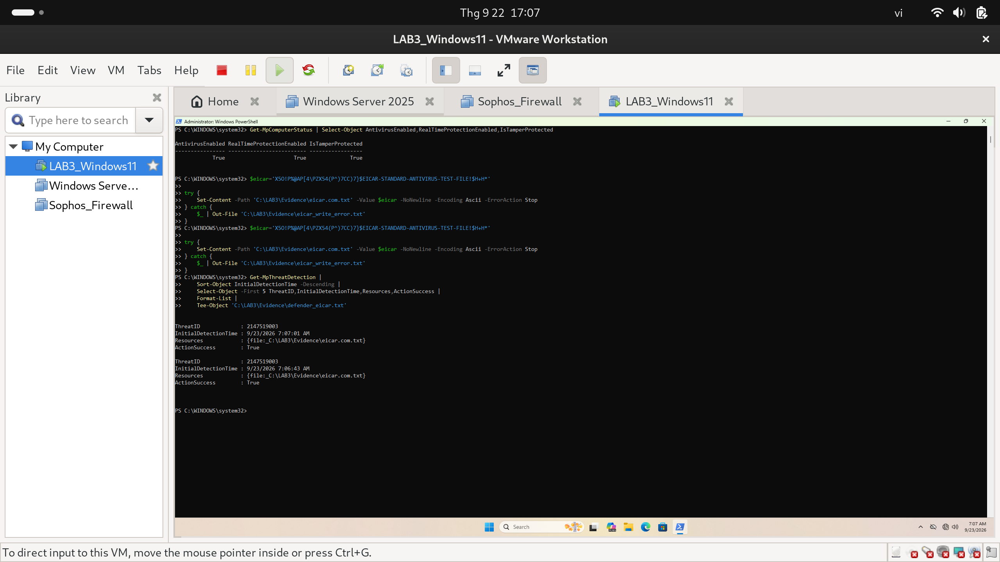 Thg 9 22 17:07
vi
LAB3_Windows11 - VMware Workstation
File Edit View VM Tabs Help
Library
Type here to search
My Computer
LAB3_Windows11
Windows Serve...
Sophos_Firewall
Home
Windows Server 2025
Sophos_Firewall
LAB3_Windows11
Administrator: Windows PowerShell
PS C:\WINDOWS\system32> Get-MpComputerStatus | Select-Object AntivirusEnabled,RealTimeProtectionEnabled,IsTamperProtected
AntivirusEnabled RealTimeProtectionEnabled IsTamperProtected
---------------- ------------------------- -----------------
True True True
PS C:\WINDOWS\system32> $eicar='X5O!P%@AP[4\PZX54(P^)7CC)7}$EICAR-STANDARD-ANTIVIRUS-TEST-FILE!$H+H*'
>>
>> try {
>> Set-Content -Path 'C:\LAB3\Evidence\eicar.com.txt' -Value $eicar -NoNewline -Encoding Ascii -ErrorAction Stop
>> } catch {
>> $_ | Out-File 'C:\LAB3\Evidence\eicar_write_error.txt'
>> }
PS C:\WINDOWS\system32> $eicar='X5O!P%@AP[4\PZX54(P^)7CC)7}$EICAR-STANDARD-ANTIVIRUS-TEST-FILE!$H+H*'
>>
>> try {
>> Set-Content -Path 'C:\LAB3\Evidence\eicar.com.txt' -Value $eicar -NoNewline -Encoding Ascii -ErrorAction Stop
>> } catch {
>> $_ | Out-File 'C:\LAB3\Evidence\eicar_write_error.txt'
>> }
PS C:\WINDOWS\system32> Get-MpThreatDetection |
>> Sort-Object InitialDetectionTime -Descending |
>> Select-Object -First 5 ThreatID,InitialDetectionTime,Resources,ActionSuccess |
>> Format-List |
>> Tee-Object 'C:\LAB3\Evidence\defender_eicar.txt'
ThreatID : 2147519003
InitialDetectionTime : 9/23/2026 7:07:01 AM
Resources : {file:_C:\LAB3\Evidence\eicar.com.txt}
ActionSuccess : True
ThreatID : 2147519003
InitialDetectionTime : 9/23/2026 7:06:43 AM
Resources : {file:_C:\LAB3\Evidence\eicar.com.txt}
ActionSuccess : True
PS C:\WINDOWS\system32>
Search
M365
7:07 AM
9/23/2026
To direct input to this VM, move the mouse pointer inside or press Ctrl+G.